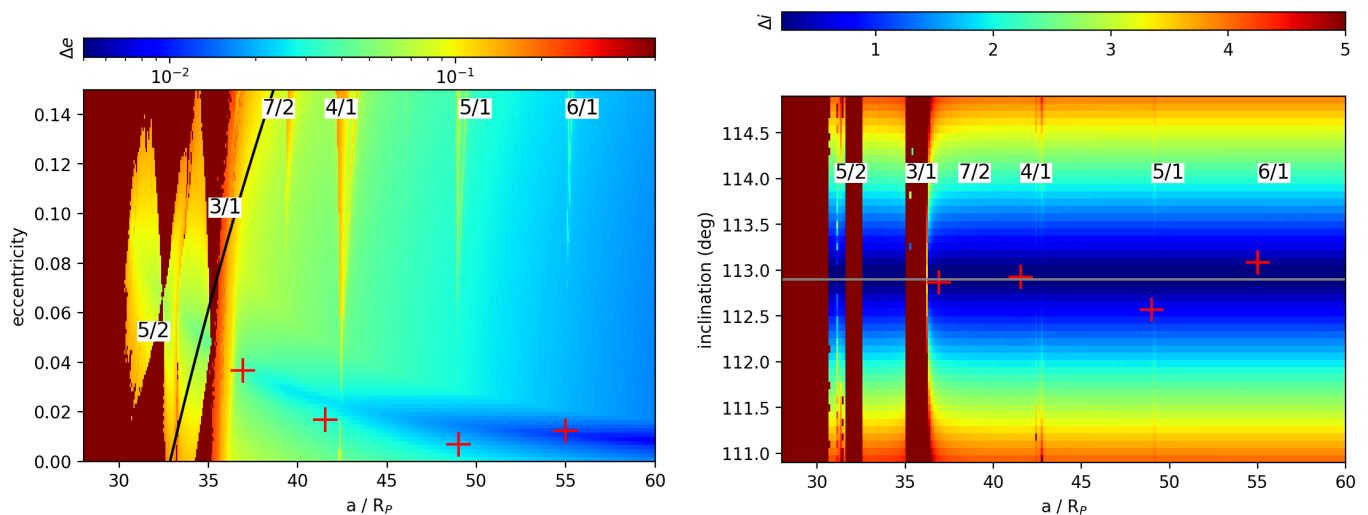 Δe
10⁻² 10⁻¹
7/2 4/1 5/1 6/1
3/1
5/2
0.14
0.12
0.10
0.08
0.06
0.04
0.02
0.00
eccentricity
30 35 40 45 50 55 60
a / R_P
Δi
1 2 3 4 5
5/2 3/1 7/2 4/1 5/1 6/1
114.5
114.0
113.5
113.0
112.5
112.0
111.5
111.0
inclination (deg)
30 35 40 45 50 55 60
a / R_P